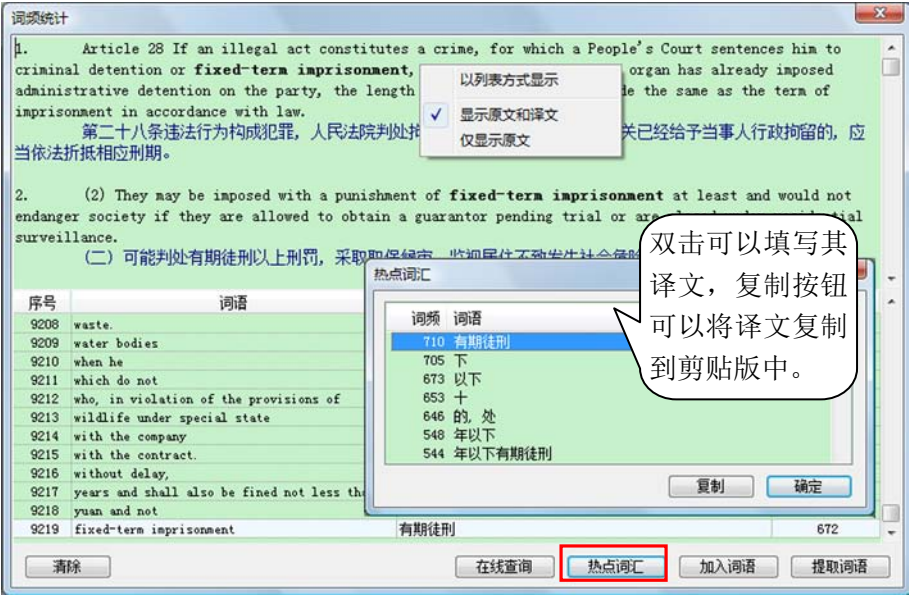 词频统计
1. Article 28 If an illegal act constitutes a crime, for which a People's Court sentences him to
criminal detention or fixed-term imprisonment, organ has already imposed
administrative detention on the party, the length de the same as the term of
imprisonment in accordance with law.
第二十八条违法行为构成犯罪，人民法院判处拘 关已经给予当事人行政拘留的，应
当依法折抵相应刑期。
以列表方式显示
✓ 显示原文和译文
仅显示原文
2. (2) They may be imposed with a punishment of fixed-term imprisonment at least and would not
endanger society if they are allowed to obtain a guarantor pending trial or are
surveillance.
（二）可能判处有期徒刑以上刑罚，采取取保候审、监视居住不致发生社会危险
双击可以填写其
译文，复制按钮
可以将译文复制
到剪贴版中。
序号 词语
9208 waste.
9209 water bodies
9210 when he
9211 which do not
9212 who, in violation of the provisions of
9213 wildlife under special state
9214 with the company
9215 with the contract.
9216 without delay,
9217 years and shall also be fined not less tha
9218 yuan and not
9219 fixed-term imprisonment 有期徒刑 672
热点词汇
词频 词语
710 有期徒刑
705 下
673 以下
653 十
646 的，处
548 年以下
544 年以下有期徒刑
复制 确定
清除 在线查询 热点词汇 加入词语 提取词语